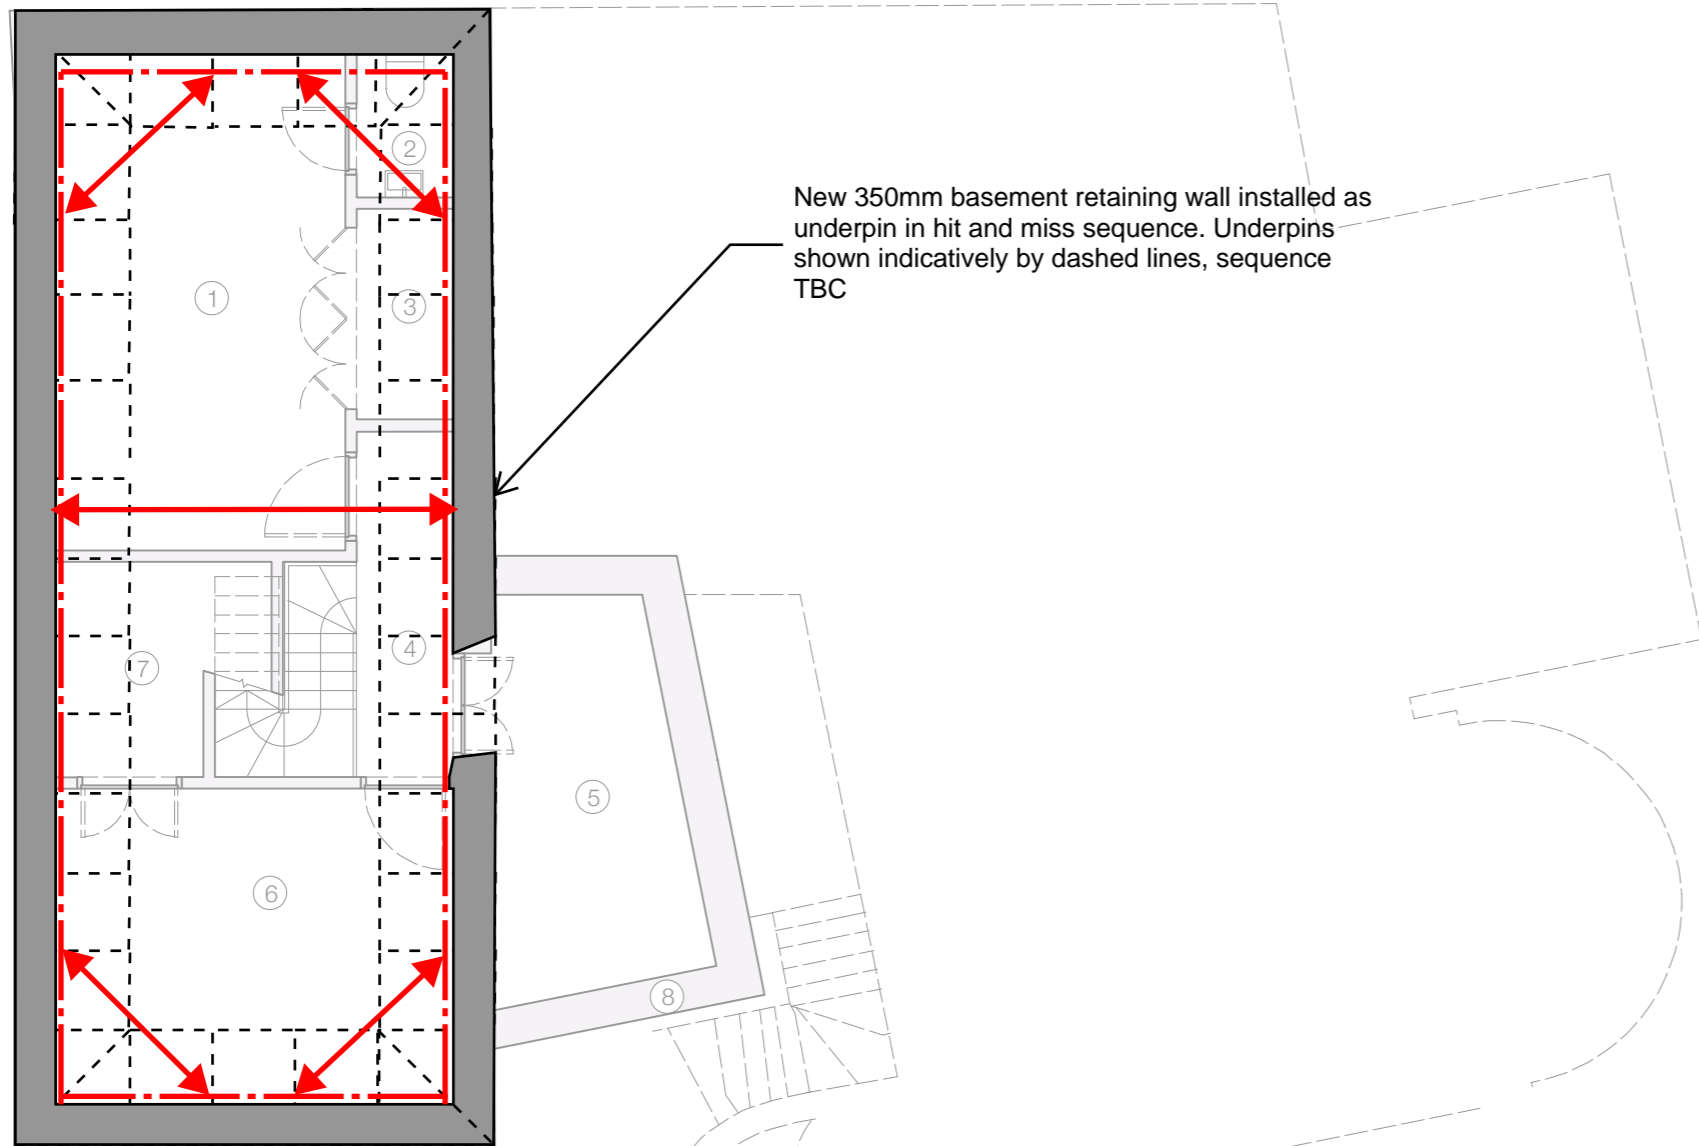 2
New 350mm basement retaining wall installed as
underpin in hit and miss sequence. Underpins
shown indicatively by dashed lines, sequence
TBC
1
3
4
7
5
6
8